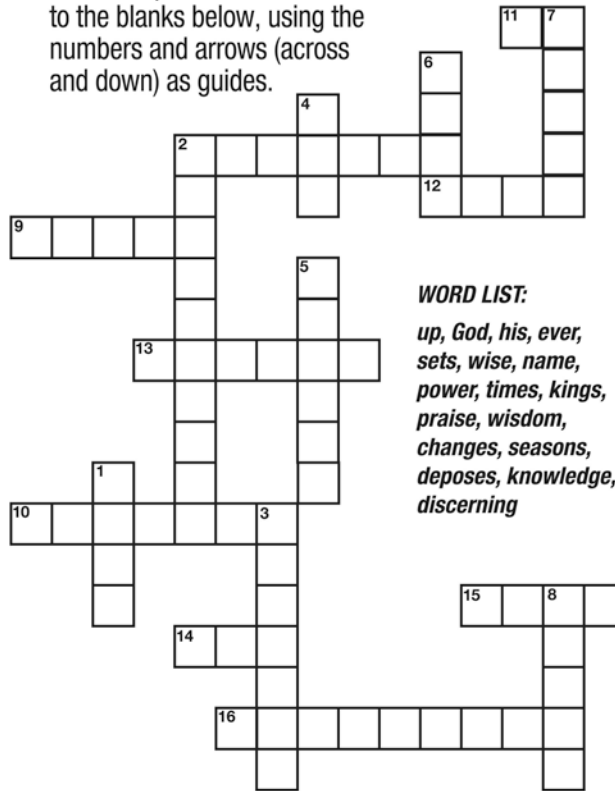 to the blanks below, using the
numbers and arrows (across
and down) as guides.
11 7
6
4
2
12
9
5
WORD LIST:
up, God, his, ever,
sets, wise, name,
13
power, times, kings,
praise, wisdom,
changes, seasons,
1
deposes, knowledge,
10 3
discerning
15 8
14
16